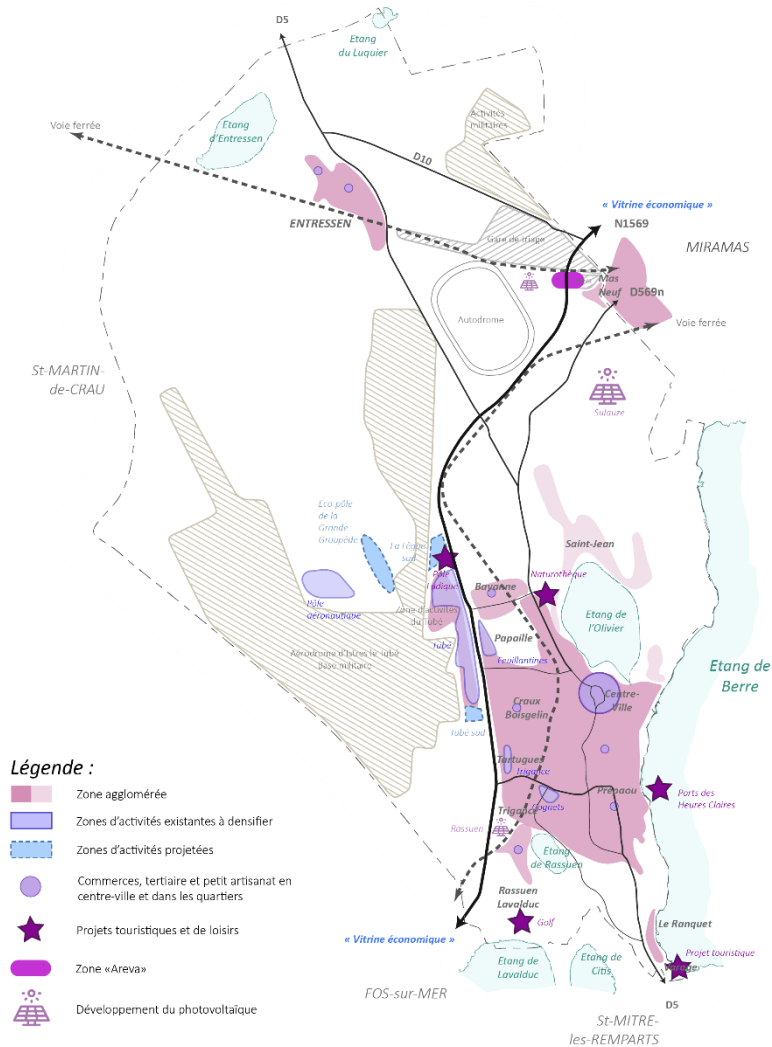 D5
Etang
du Luquier
Voie ferrée
Etang
d'Entressen
Activités
militaires
D10
« Vitrine économique »
N1569
ENTRESSEN
Gare de triage
MIRAMAS
Mas
Neuf
D569n
Autodrome
Voie ferrée
St-MARTIN-
de-CRAU
Sulauze
Eco pôle
de la
Grande
Groupède
Saint-Jean
Pôle
Ludique
Naturothèque
Pôle
aéronautique
Bayanne
Zone d'activités
du Tubé
Etang de
l'Olivier
Papaille
Tubé
Feuillantines
Aérodrome d'Istres le Tubé
Base militaire
Etang de
Berre
Centre-
Ville
Craux
Boisgelin
Tubé sud
Tartugues
Trigance
Prépaou
Ports des
Heures Claires
Cognets
Trigance
Rassuen
Etang
de Rassuen
Rassuen
Lavalduc
Golf
Le Ranquet
« Vitrine économique »
Projet touristique
Varage
Etang de
Lavalduc
Etang de
Citis
FOS-sur-MER
D5
St-MITRE-
les-REMPARTS
Légende :
Zone agglomérée
Zones d'activités existantes à densifier
Zones d'activités projetées
Commerces, tertiaire et petit artisanat en
centre-ville et dans les quartiers
Projets touristiques et de loisirs
Zone «Areva»
Développement du photovoltaïque